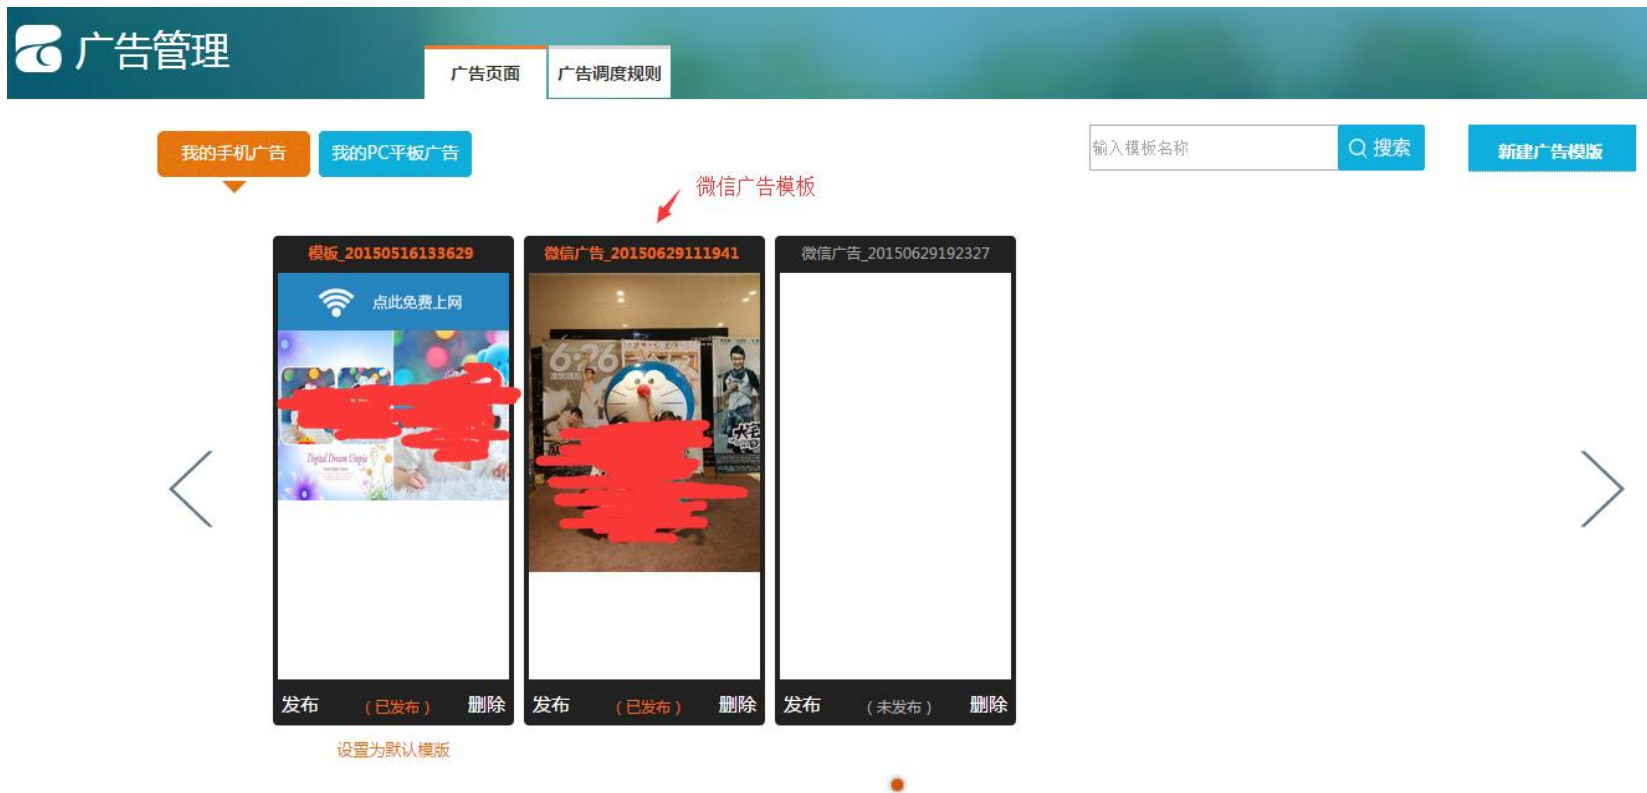 广告管理
广告页面
广告调度规则
我的手机广告
我的PC平板广告
输入模板名称
搜索
新建广告模版
微信广告模板
模板_20150516133629
微信广告_20150629111941
微信广告_20150629192327
点此免费上网
6·26
Digital Dream Utopia
发布
（已发布）
删除
发布
（已发布）
删除
发布
（未发布）
删除
设置为默认模版